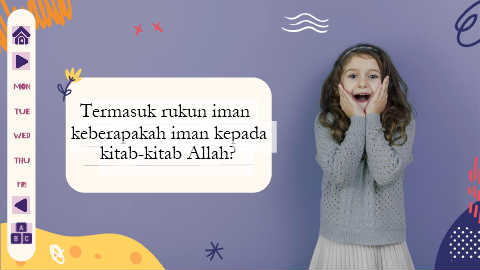 MON
TUE
WED
THU
FRI
A
B C
Termasuk rukun iman
keberapakah iman kepada
kitab-kitab Allah?